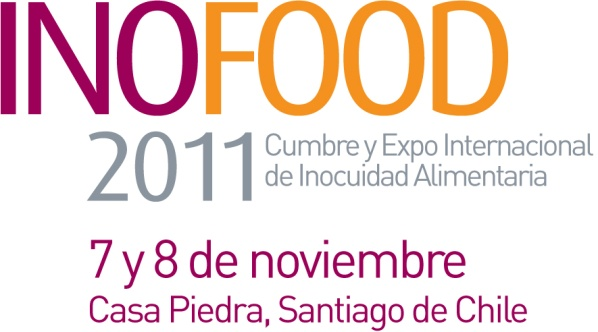 INOFOOD
2011 Cumbre y Expo Internacional
de Inocuidad Alimentaria
7 y 8 de noviembre
Casa Piedra, Santiago de Chile